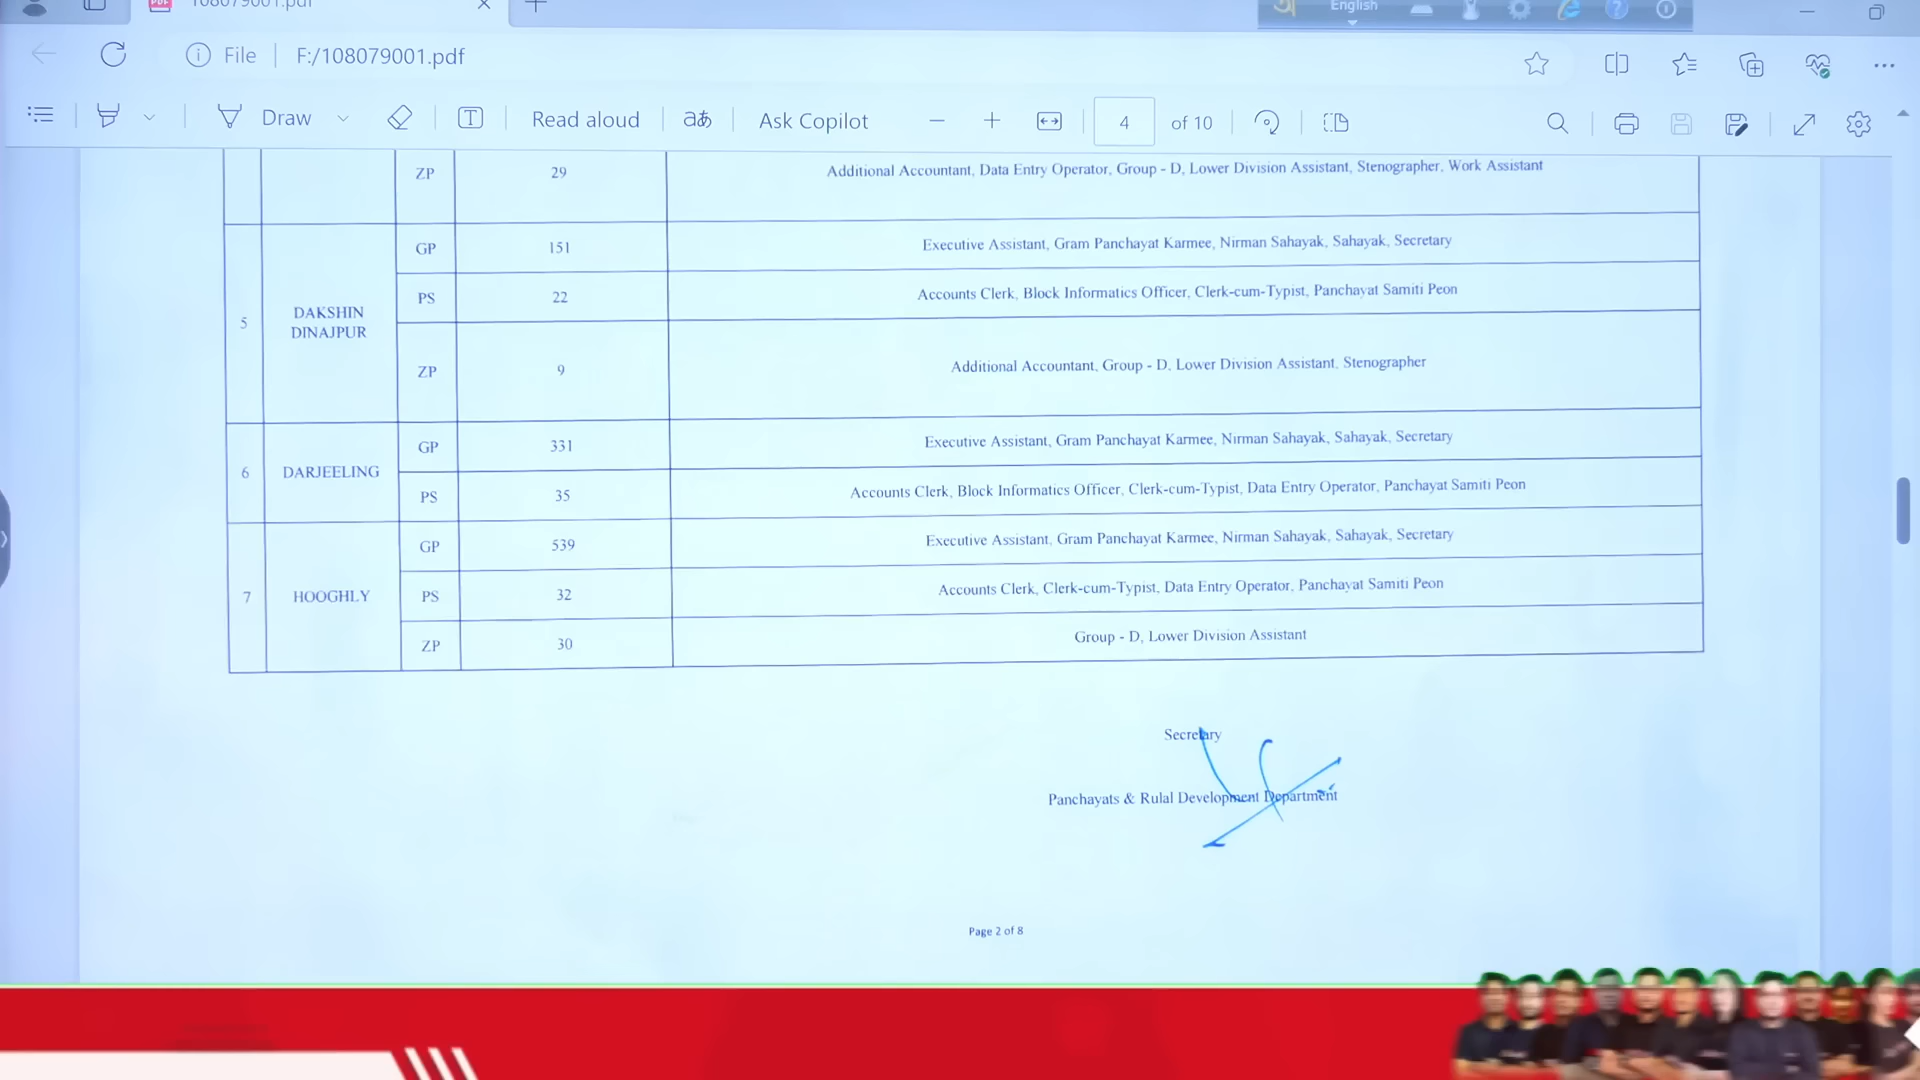 108079001.pdf
English
File
F:/108079001.pdf
Draw
Read aloud
aあ
Ask Copilot
4 of 10
ZP 29 Additional Accountant, Data Entry Operator, Group - D, Lower Division Assistant, Stenographer, Work Assistant
5 DAKSHIN DINAJPUR
GP 151 Executive Assistant, Gram Panchayat Karmee, Nirman Sahayak, Sahayak, Secretary
PS 22 Accounts Clerk, Block Informatics Officer, Clerk-cum-Typist, Panchayat Samiti Peon
ZP 9 Additional Accountant, Group - D, Lower Division Assistant, Stenographer
6 DARJEELING
GP 331 Executive Assistant, Gram Panchayat Karmee, Nirman Sahayak, Sahayak, Secretary
PS 35 Accounts Clerk, Block Informatics Officer, Clerk-cum-Typist, Data Entry Operator, Panchayat Samiti Peon
7 HOOGHLY
GP 539 Executive Assistant, Gram Panchayat Karmee, Nirman Sahayak, Sahayak, Secretary
PS 32 Accounts Clerk, Clerk-cum-Typist, Data Entry Operator, Panchayat Samiti Peon
ZP 30 Group - D, Lower Division Assistant
Secretary
Panchayats & Rulal Development Department
Page 2 of 8